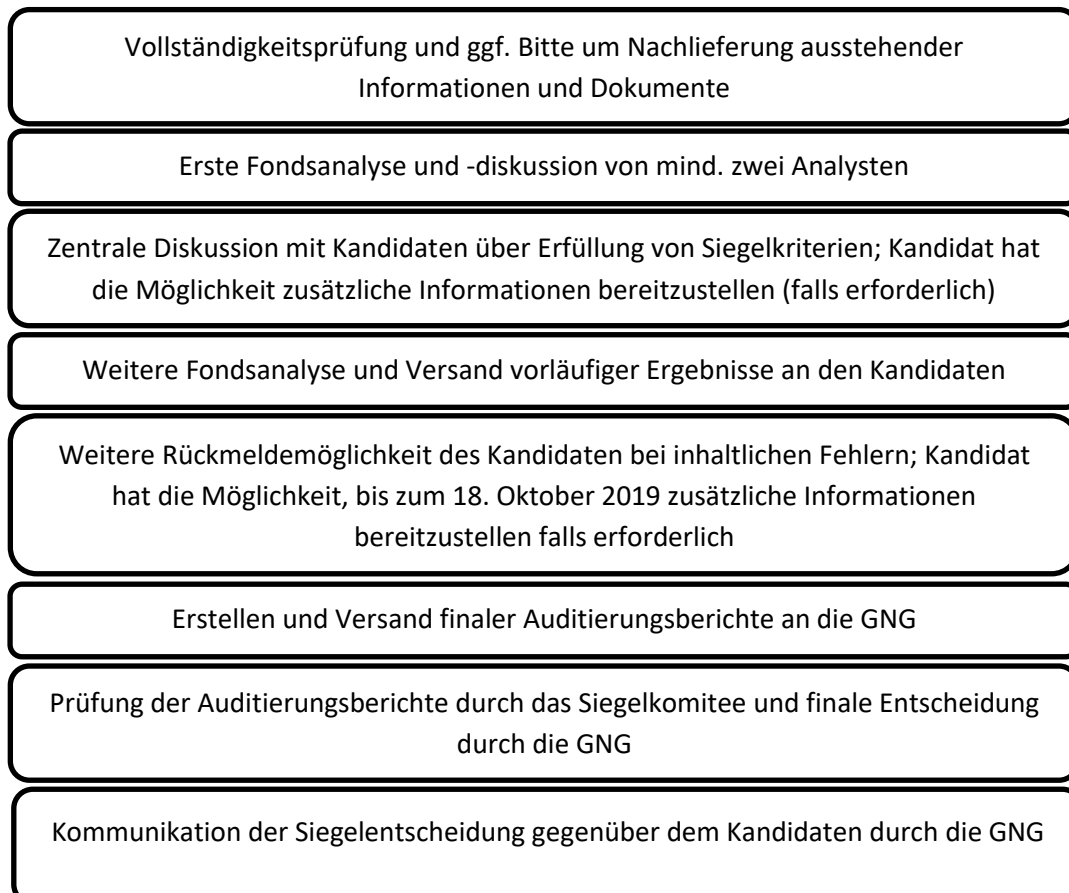 Vollständigkeitsprüfung und ggf. Bitte um Nachlieferung ausstehender
Informationen und Dokumente
Erste Fondsanalyse und -diskussion von mind. zwei Analysten
Zentrale Diskussion mit Kandidaten über Erfüllung von Siegelkriterien; Kandidat hat
die Möglichkeit zusätzliche Informationen bereitzustellen (falls erforderlich)
Weitere Fondsanalyse und Versand vorläufiger Ergebnisse an den Kandidaten
Weitere Rückmeldemöglichkeit des Kandidaten bei inhaltlichen Fehlern; Kandidat
hat die Möglichkeit, bis zum 18. Oktober 2019 zusätzliche Informationen
bereitzustellen falls erforderlich
Erstellen und Versand finaler Auditierungsberichte an die GNG
Prüfung der Auditierungsberichte durch das Siegelkomitee und finale Entscheidung
durch die GNG
Kommunikation der Siegelentscheidung gegenüber dem Kandidaten durch die GNG